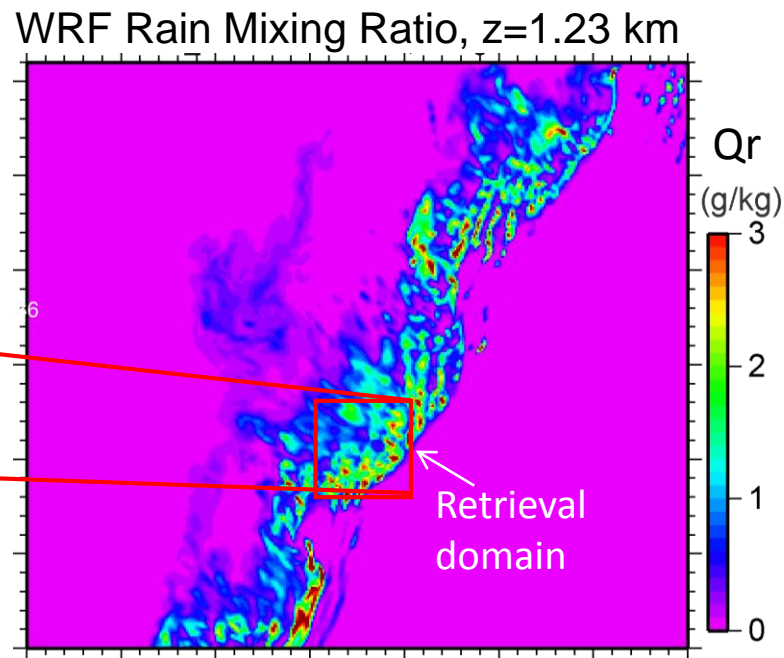 WRF Rain Mixing Ratio, z=1.23 km
Qr
(g/kg)
3
2
1
0
Retrieval
domain